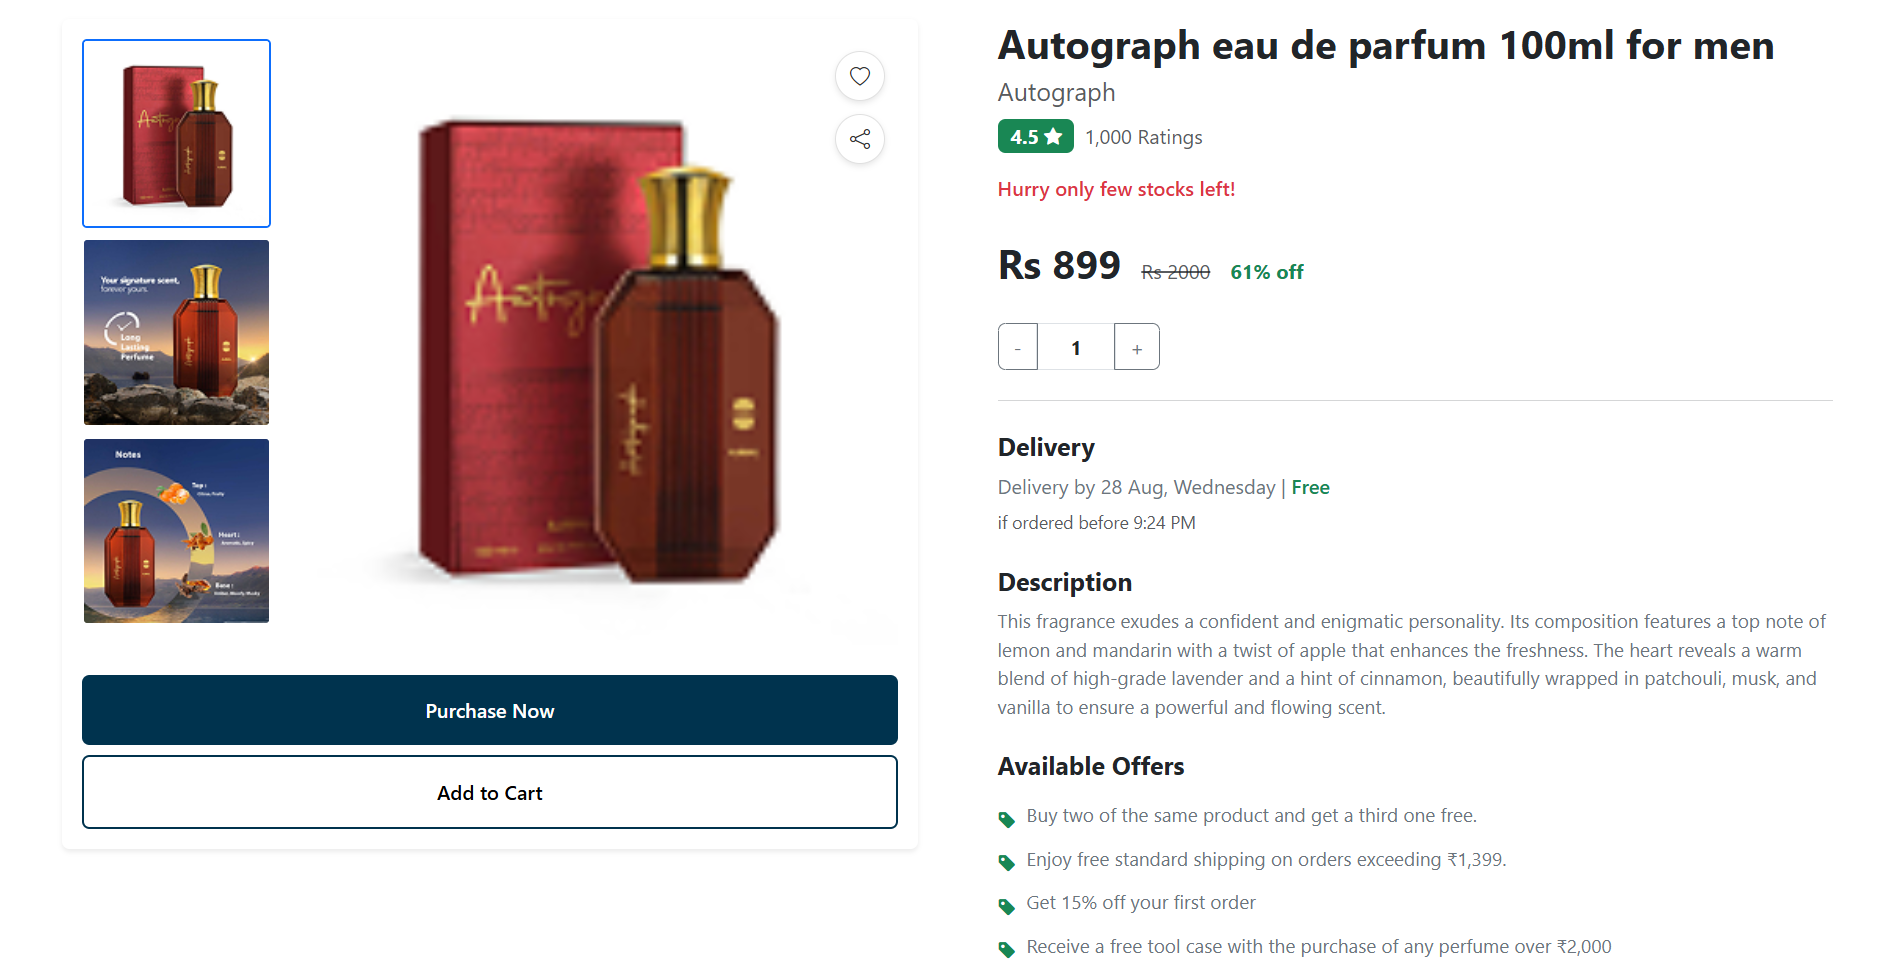 Autograph eau de parfum 100ml for men
Autograph
4.5
1,000 Ratings
Hurry only few stocks left!
Rs 899 Rs 2000 61% off
- 1 +
Delivery
Delivery by 28 Aug, Wednesday | Free
if ordered before 9:24 PM
Description
This fragrance exudes a confident and enigmatic personality. Its composition features a top note of
lemon and mandarin with a twist of apple that enhances the freshness. The heart reveals a warm
blend of high-grade lavender and a hint of cinnamon, beautifully wrapped in patchouli, musk, and
vanilla to ensure a powerful and flowing scent.
Available Offers
Buy two of the same product and get a third one free.
Enjoy free standard shipping on orders exceeding ₹1,399.
Get 15% off your first order
Receive a free tool case with the purchase of any perfume over ₹2,000
Your signature scent,
forever yours.
Long
Lasting
Perfume
Notes
Top :
Citrus, Fruity
Heart :
Aromatic, Spicy
Base :
Autograph
Purchase Now
Add to Cart